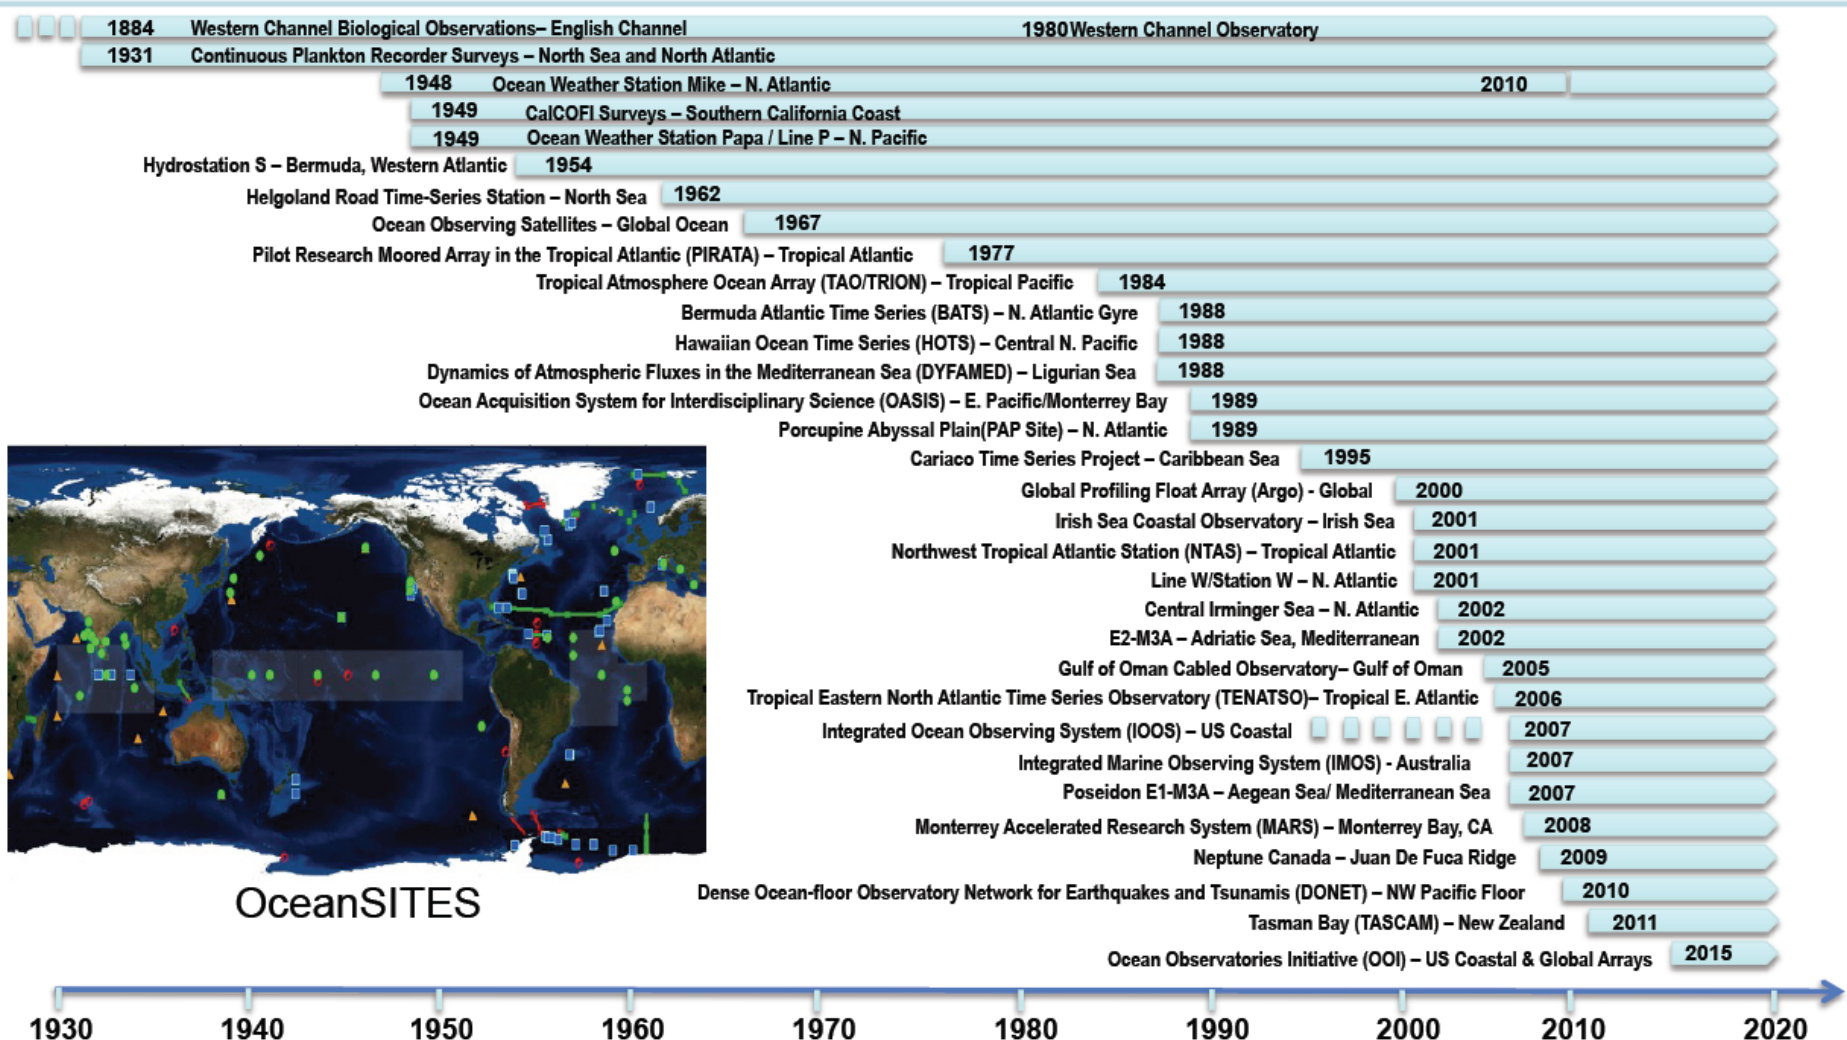 1884 Western Channel Biological Observations– English Channel 1980 Western Channel Observatory
1931 Continuous Plankton Recorder Surveys – North Sea and North Atlantic
1948 Ocean Weather Station Mike – N. Atlantic 2010
1949 CalCOFI Surveys – Southern California Coast
1949 Ocean Weather Station Papa / Line P – N. Pacific
Hydrostation S – Bermuda, Western Atlantic 1954
Helgoland Road Time-Series Station – North Sea 1962
Ocean Observing Satellites – Global Ocean 1967
Pilot Research Moored Array in the Tropical Atlantic (PIRATA) – Tropical Atlantic 1977
Tropical Atmosphere Ocean Array (TAO/TRION) – Tropical Pacific 1984
Bermuda Atlantic Time Series (BATS) – N. Atlantic Gyre 1988
Hawaiian Ocean Time Series (HOTS) – Central N. Pacific 1988
Dynamics of Atmospheric Fluxes in the Mediterranean Sea (DYFAMED) – Ligurian Sea 1988
Ocean Acquisition System for Interdisciplinary Science (OASIS) – E. Pacific/Monterrey Bay 1989
Porcupine Abyssal Plain(PAP Site) – N. Atlantic 1989
Cariaco Time Series Project – Caribbean Sea 1995
Global Profiling Float Array (Argo) - Global 2000
Irish Sea Coastal Observatory – Irish Sea 2001
Northwest Tropical Atlantic Station (NTAS) – Tropical Atlantic 2001
Line W/Station W – N. Atlantic 2001
Central Irminger Sea – N. Atlantic 2002
E2-M3A – Adriatic Sea, Mediterranean 2002
Gulf of Oman Cabled Observatory– Gulf of Oman 2005
Tropical Eastern North Atlantic Time Series Observatory (TENATSO)– Tropical E. Atlantic 2006
Integrated Ocean Observing System (IOOS) – US Coastal 2007
Integrated Marine Observing System (IMOS) - Australia 2007
Poseidon E1-M3A – Aegean Sea/ Mediterranean Sea 2007
Monterrey Accelerated Research System (MARS) – Monterrey Bay, CA 2008
Neptune Canada – Juan De Fuca Ridge 2009
Dense Ocean-floor Observatory Network for Earthquakes and Tsunamis (DONET) – NW Pacific Floor 2010
OceanSITES
Tasman Bay (TASCAM) – New Zealand 2011
Ocean Observatories Initiative (OOI) – US Coastal & Global Arrays 2015
1930 1940 1950 1960 1970 1980 1990 2000 2010 2020